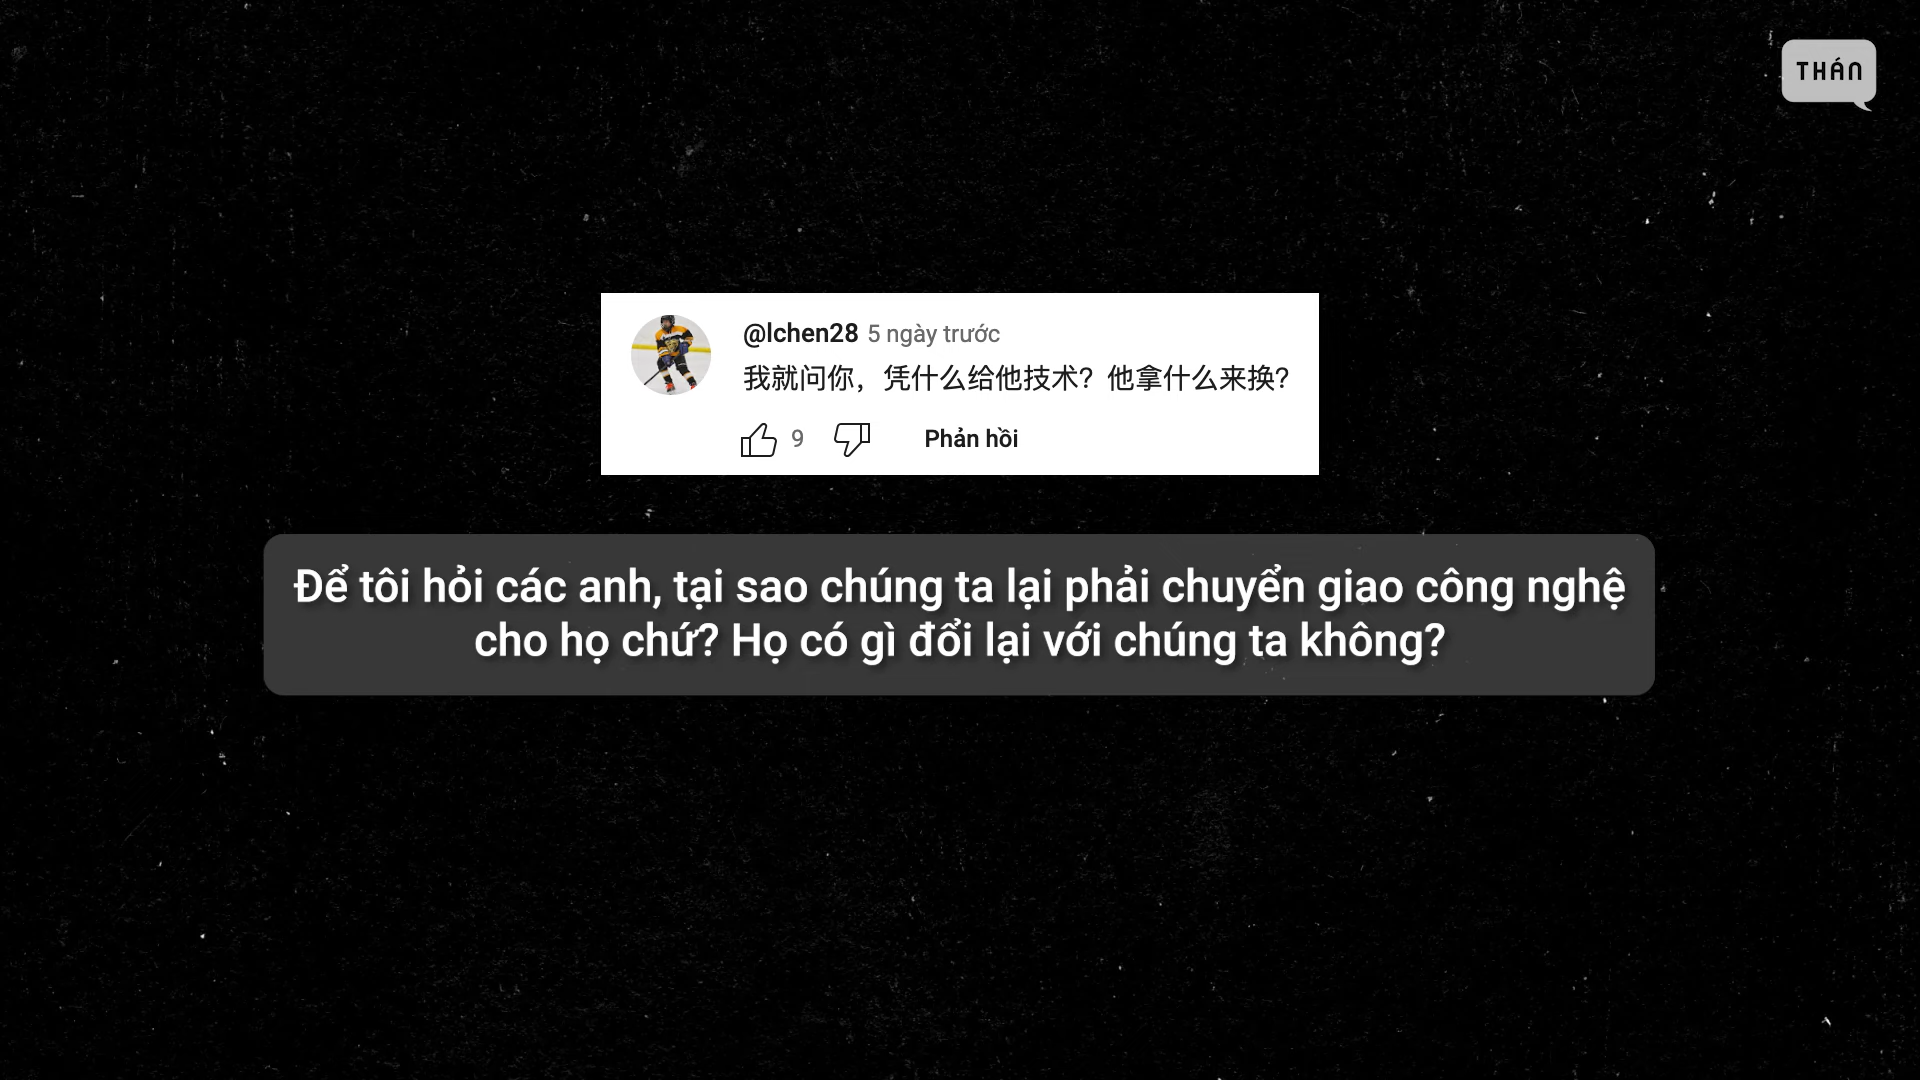 THÁN
@lchen28 5 ngày trước
我就问你，凭什么给他技术？他拿什么来换？
9 Phản hồi
Để tôi hỏi các anh, tại sao chúng ta lại phải chuyển giao công nghệ
cho họ chứ? Họ có gì đổi lại với chúng ta không?